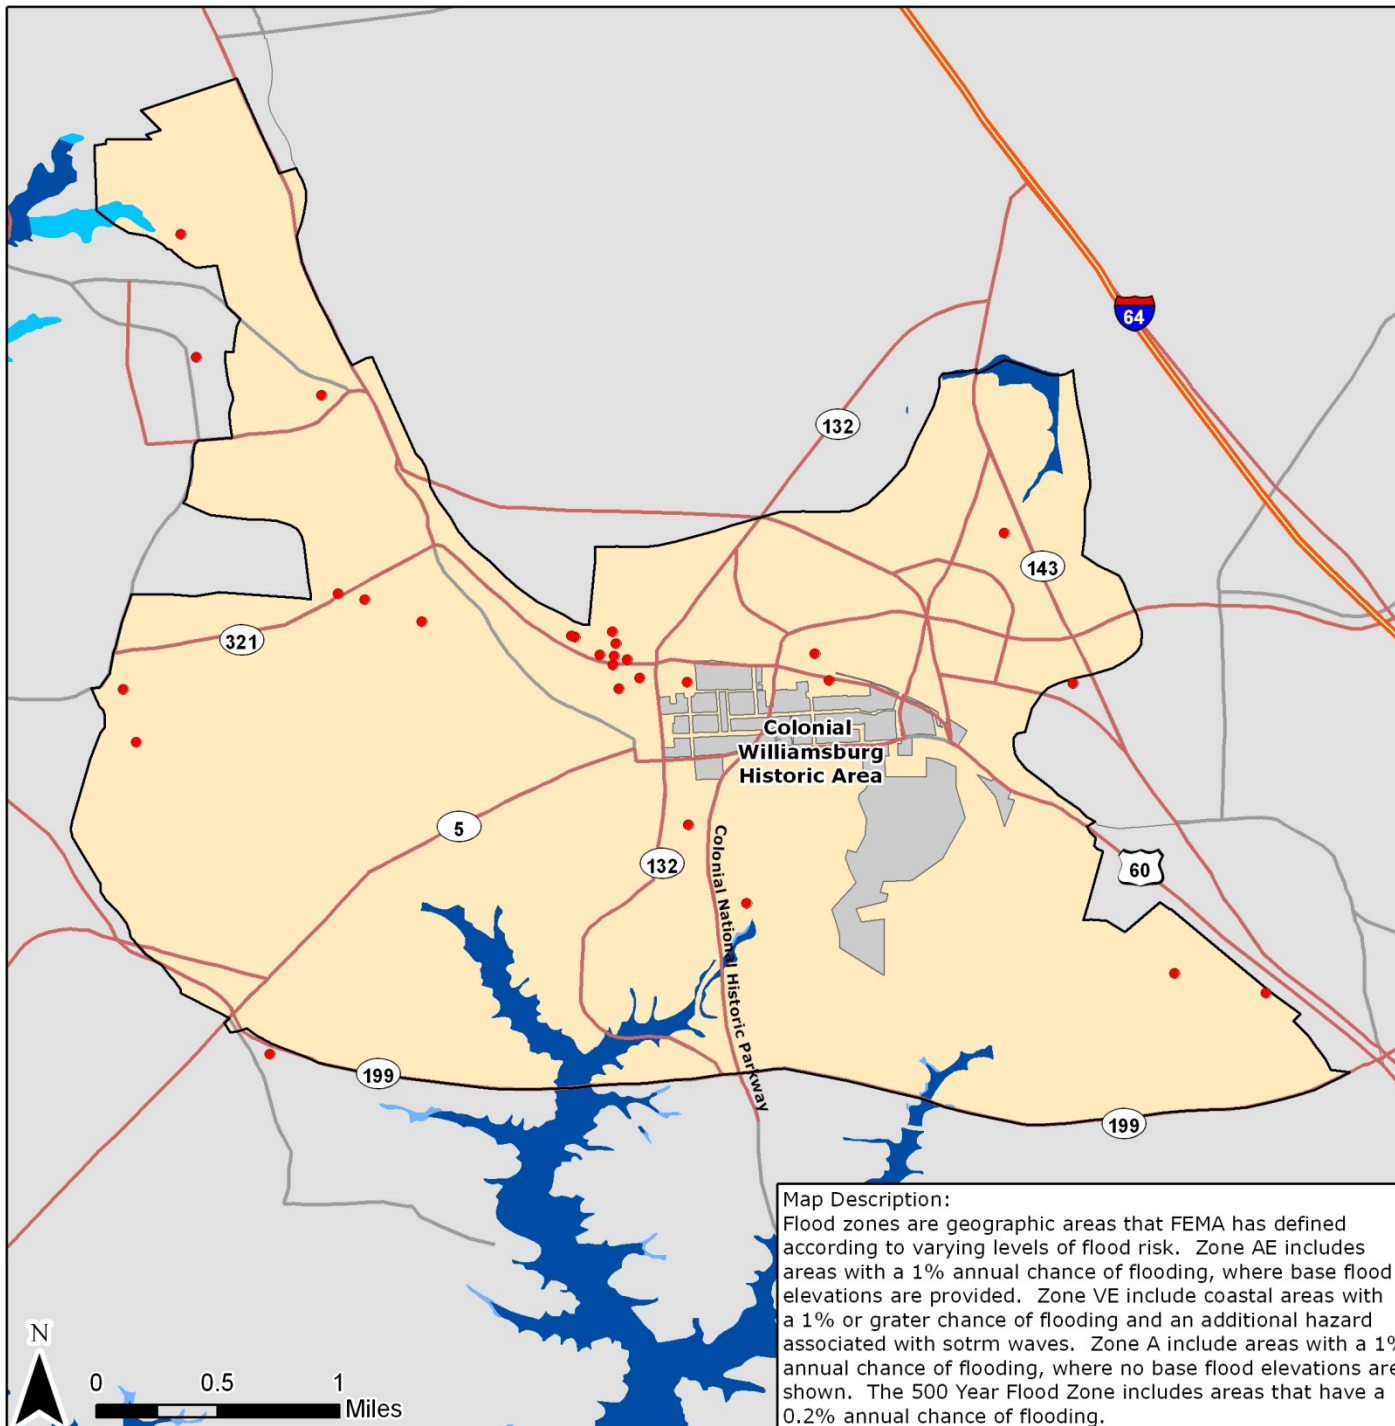 64
132
143
321
Colonial
Williamsburg
Historic Area
5
132
60
Colonial National Historic Parkway
199
199
Map Description:
Flood zones are geographic areas that FEMA has defined
according to varying levels of flood risk.  Zone AE includes
areas with a 1% annual chance of flooding, where base flood
elevations are provided.  Zone VE include coastal areas with
a 1% or grater chance of flooding and an additional hazard
associated with sotrm waves.  Zone A include areas with a 1%
annual chance of flooding, where no base flood elevations are
shown.  The 500 Year Flood Zone includes areas that have a
0.2% annual chance of flooding.
N
0 0.5 1
Miles